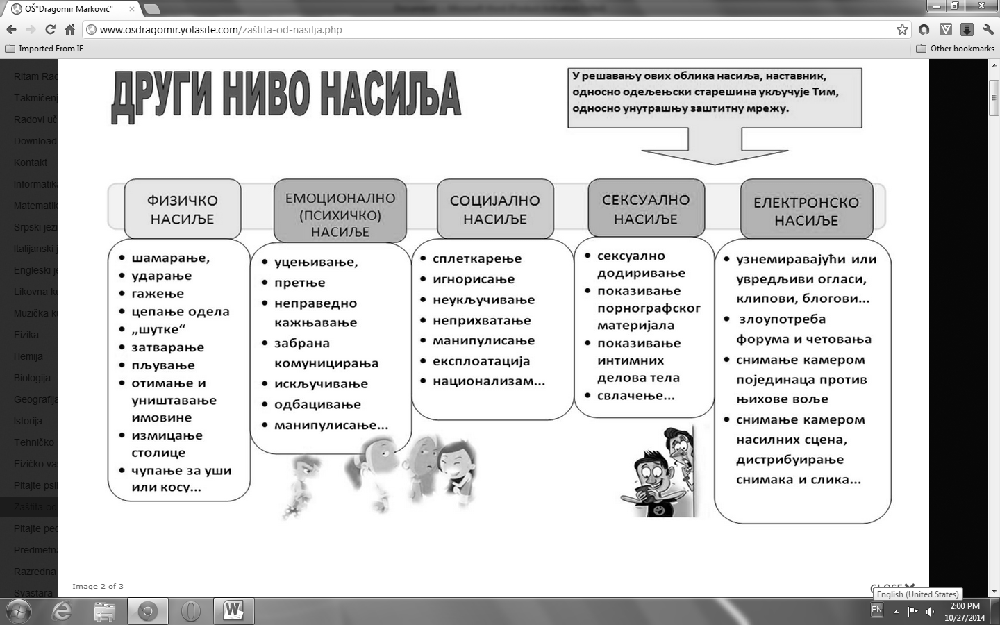 OŠ"Dragomir Marković"
www.osdragomir.yolasite.com/zaštita-od-nasilja.php
Imported From IE
Other bookmarks
Ritam Rad
Takmičenj
Radovi uč
Download
Kontakt
Informatika
Matematik
Srpski jezi
Italijanski j
Engleski je
Likovna ku
Muzička ku
Fizika
Hemija
Biologija
Geografija
Istorija
Tehničko
Fizičko vas
Pitajte psil
Zaštita od
Pitajte ped
Predmetna
Razredna
Svastara
ДРУГИ НИВО НАСИЉА
У решавању ових облика насиља, наставник,
односно одељењски старешина укључује Тим,
односно унутрашњу заштитну мрежу.
ФИЗИЧКО
НАСИЉЕ
• шамарање,
• ударање
• гажење
• цепање одела
• „шутке“
• затварање
• пљување
• отимање и
уништавање
имовине
• измицање
столице
• чупање за уши
или косу...
ЕМОЦИОНАЛНО
(ПСИХИЧКО)
НАСИЉЕ
• уцењивање,
• претње
• неправедно
кажњавање
• забрана
комуницирања
• искључивање
• одбацивање
• манипулисање...
СОЦИЈАЛНО
НАСИЉЕ
• сплеткарење
• игнорисање
• неукључивање
• неприхватање
• манипулисање
• експлоатација
• национализам...
СЕКСУАЛНО
НАСИЉЕ
• сексуално
додиривање
• показивање
порнографског
материјала
• показивање
интимних
делова тела
• свлачење...
ЕЛЕКТРОНСКО
НАСИЉЕ
• узнемиравајући или
увредљиви огласи,
клипови, блогови...
• злоупотреба
форума и четовања
• снимање камером
појединаца против
њихове воље
• снимање камером
насилних сцена,
дистрибуирање
снимака и слика...
Image 2 of 3
CLOSE
English (United States)
EN
2:00 PM
10/27/2014